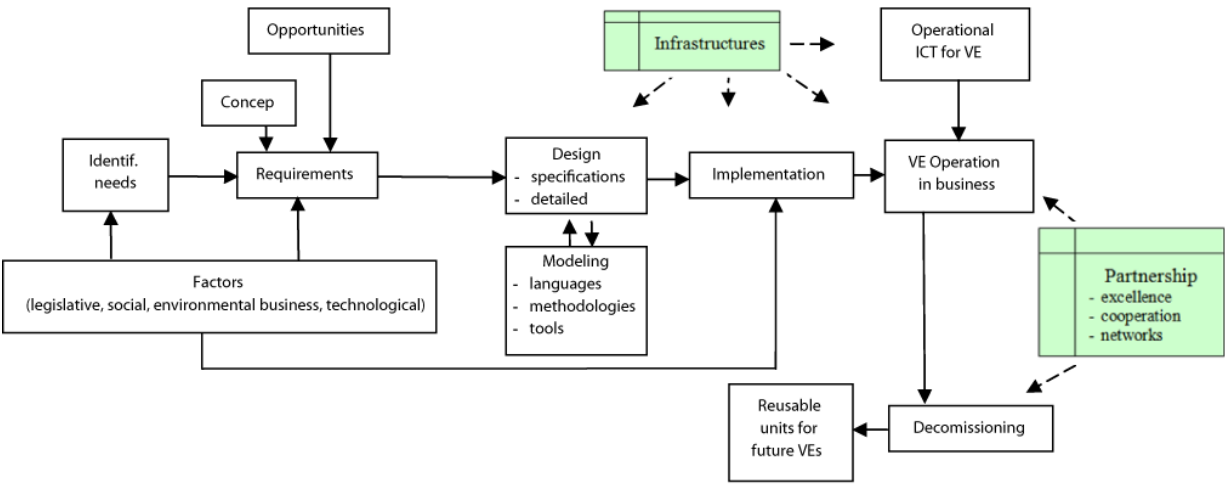 Opportunities
Infrastructures
Operational
ICT for VE
Concep
Identif.
needs
Requirements
Design
- specifications
- detailed
Implementation
VE Operation
in business
Factors
(legislative, social, environmental business, technological)
Modeling
- languages
- methodologies
- tools
Partnership
- excellence
- cooperation
- networks
Reusable
units for
future VEs
Decomissioning